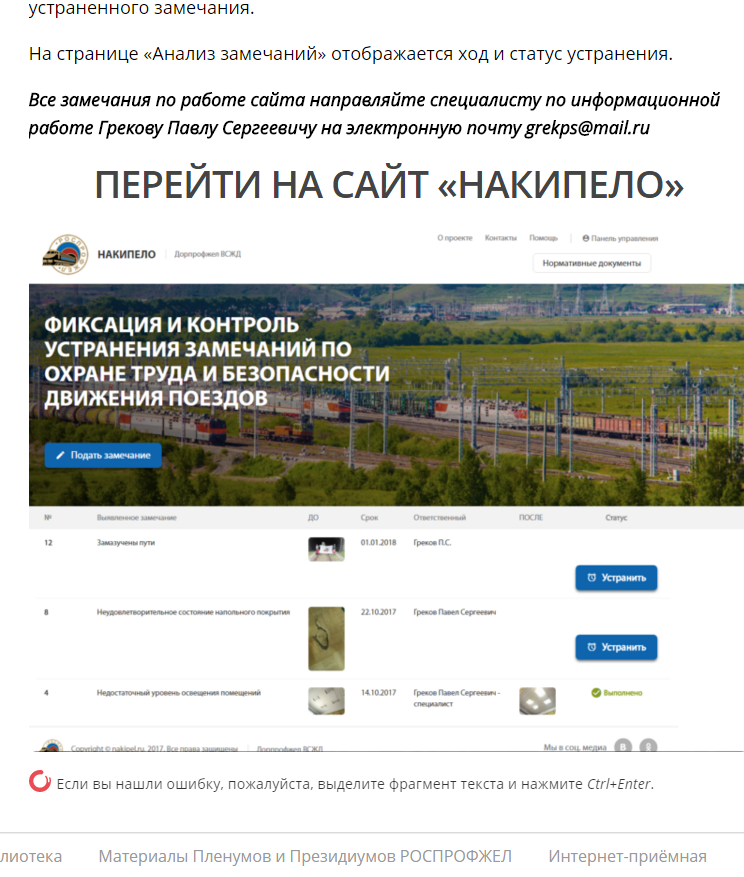 устраненного замечания.
На странице «Анализ замечаний» отображается ход и статус устранения.
Все замечания по работе сайта направляйте специалисту по информационной
работе Грекову Павлу Сергеевичу на электронную почту grekps@mail.ru
ПЕРЕЙТИ НА САЙТ «НАКИПЕЛО»
О проекте Контакты Помощь Панель управления
РОСПРОФЖЕЛ
НАКИПЕЛО Дорпрофжел ВСЖД
Нормативные документы
ФИКСАЦИЯ И КОНТРОЛЬ
УСТРАНЕНИЯ ЗАМЕЧАНИЙ ПО
ОХРАНЕ ТРУДА И БЕЗОПАСНОСТИ
ДВИЖЕНИЯ ПОЕЗДОВ
Подать замечание
№ Выявленное замечание ДО Срок Ответственный ПОСЛЕ Статус
12 Замазучены пути 01.01.2018 Греков П.С.
Устранить
8 Неудовлетворительное состояние напольного покрытия 22.10.2017 Греков Павел Сергеевич
Устранить
4 Недостаточный уровень освещения помещений 14.10.2017 Греков Павел Сергеевич - Выполнено
специалист
Copyright © nakipel.ru, 2017. Все права защищены Дорпрофжел ВСЖД Мы в соц. медиа
Если вы нашли ошибку, пожалуйста, выделите фрагмент текста и нажмите Ctrl+Enter.
лиотека Материалы Пленумов и Президиумов РОСПРОФЖЕЛ Интернет-приёмная